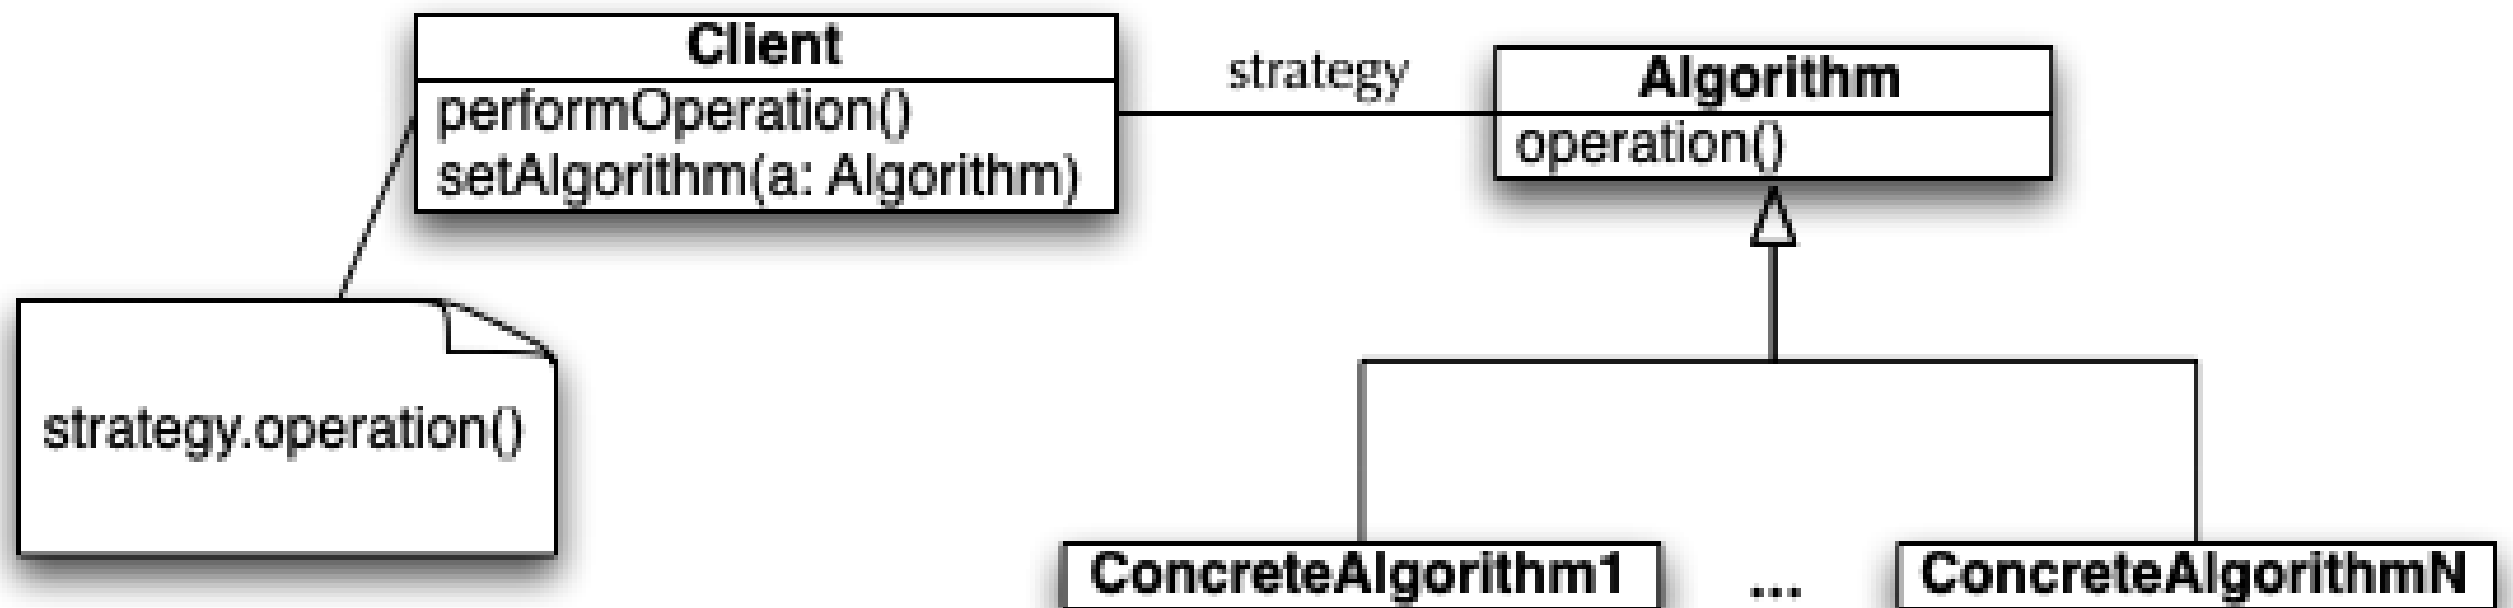 Client
performOperation()
setAlgorithm(a: Algorithm)
strategy
Algorithm
operation()
strategy.operation()
ConcreteAlgorithm1
...
ConcreteAlgorithmN